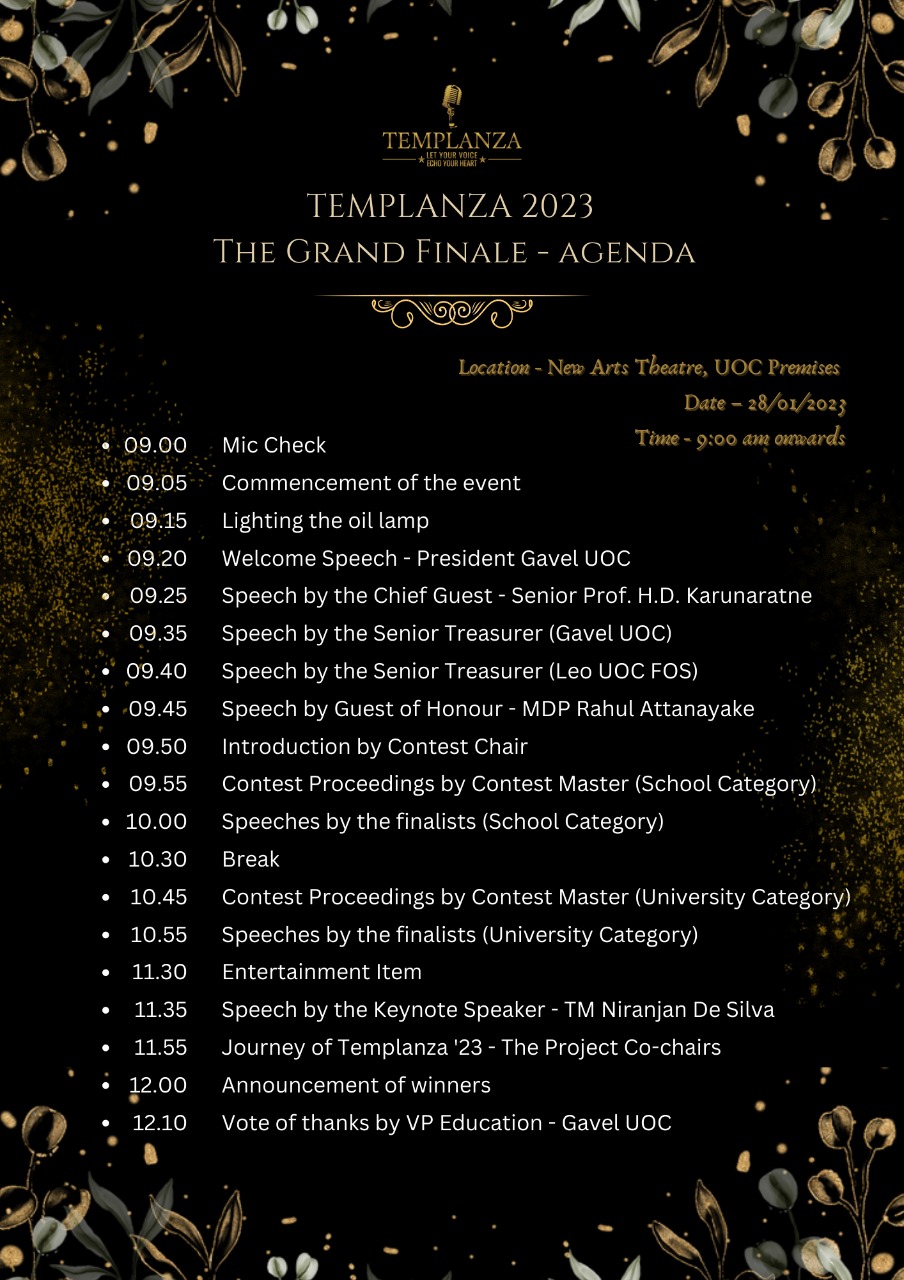 TEMPLANZA
LET YOUR VOICE
ECHO YOUR HEART
TEMPLANZA 2023
The Grand Finale - agenda
Location - New Arts Theatre, UOC Premises
Date – 28/01/2023
Time - 9:00 am onwards
• 09.00 Mic Check
• 09.05 Commencement of the event
• 09.15 Lighting the oil lamp
• 09.20 Welcome Speech - President Gavel UOC
• 09.25 Speech by the Chief Guest - Senior Prof. H.D. Karunaratne
• 09.35 Speech by the Senior Treasurer (Gavel UOC)
• 09.40 Speech by the Senior Treasurer (Leo UOC FOS)
• 09.45 Speech by Guest of Honour - MDP Rahul Attanayake
• 09.50 Introduction by Contest Chair
• 09.55 Contest Proceedings by Contest Master (School Category)
• 10.00 Speeches by the finalists (School Category)
• 10.30 Break
• 10.45 Contest Proceedings by Contest Master (University Category)
• 10.55 Speeches by the finalists (University Category)
• 11.30 Entertainment Item
• 11.35 Speech by the Keynote Speaker - TM Niranjan De Silva
• 11.55 Journey of Templanza '23 - The Project Co-chairs
• 12.00 Announcement of winners
• 12.10 Vote of thanks by VP Education - Gavel UOC